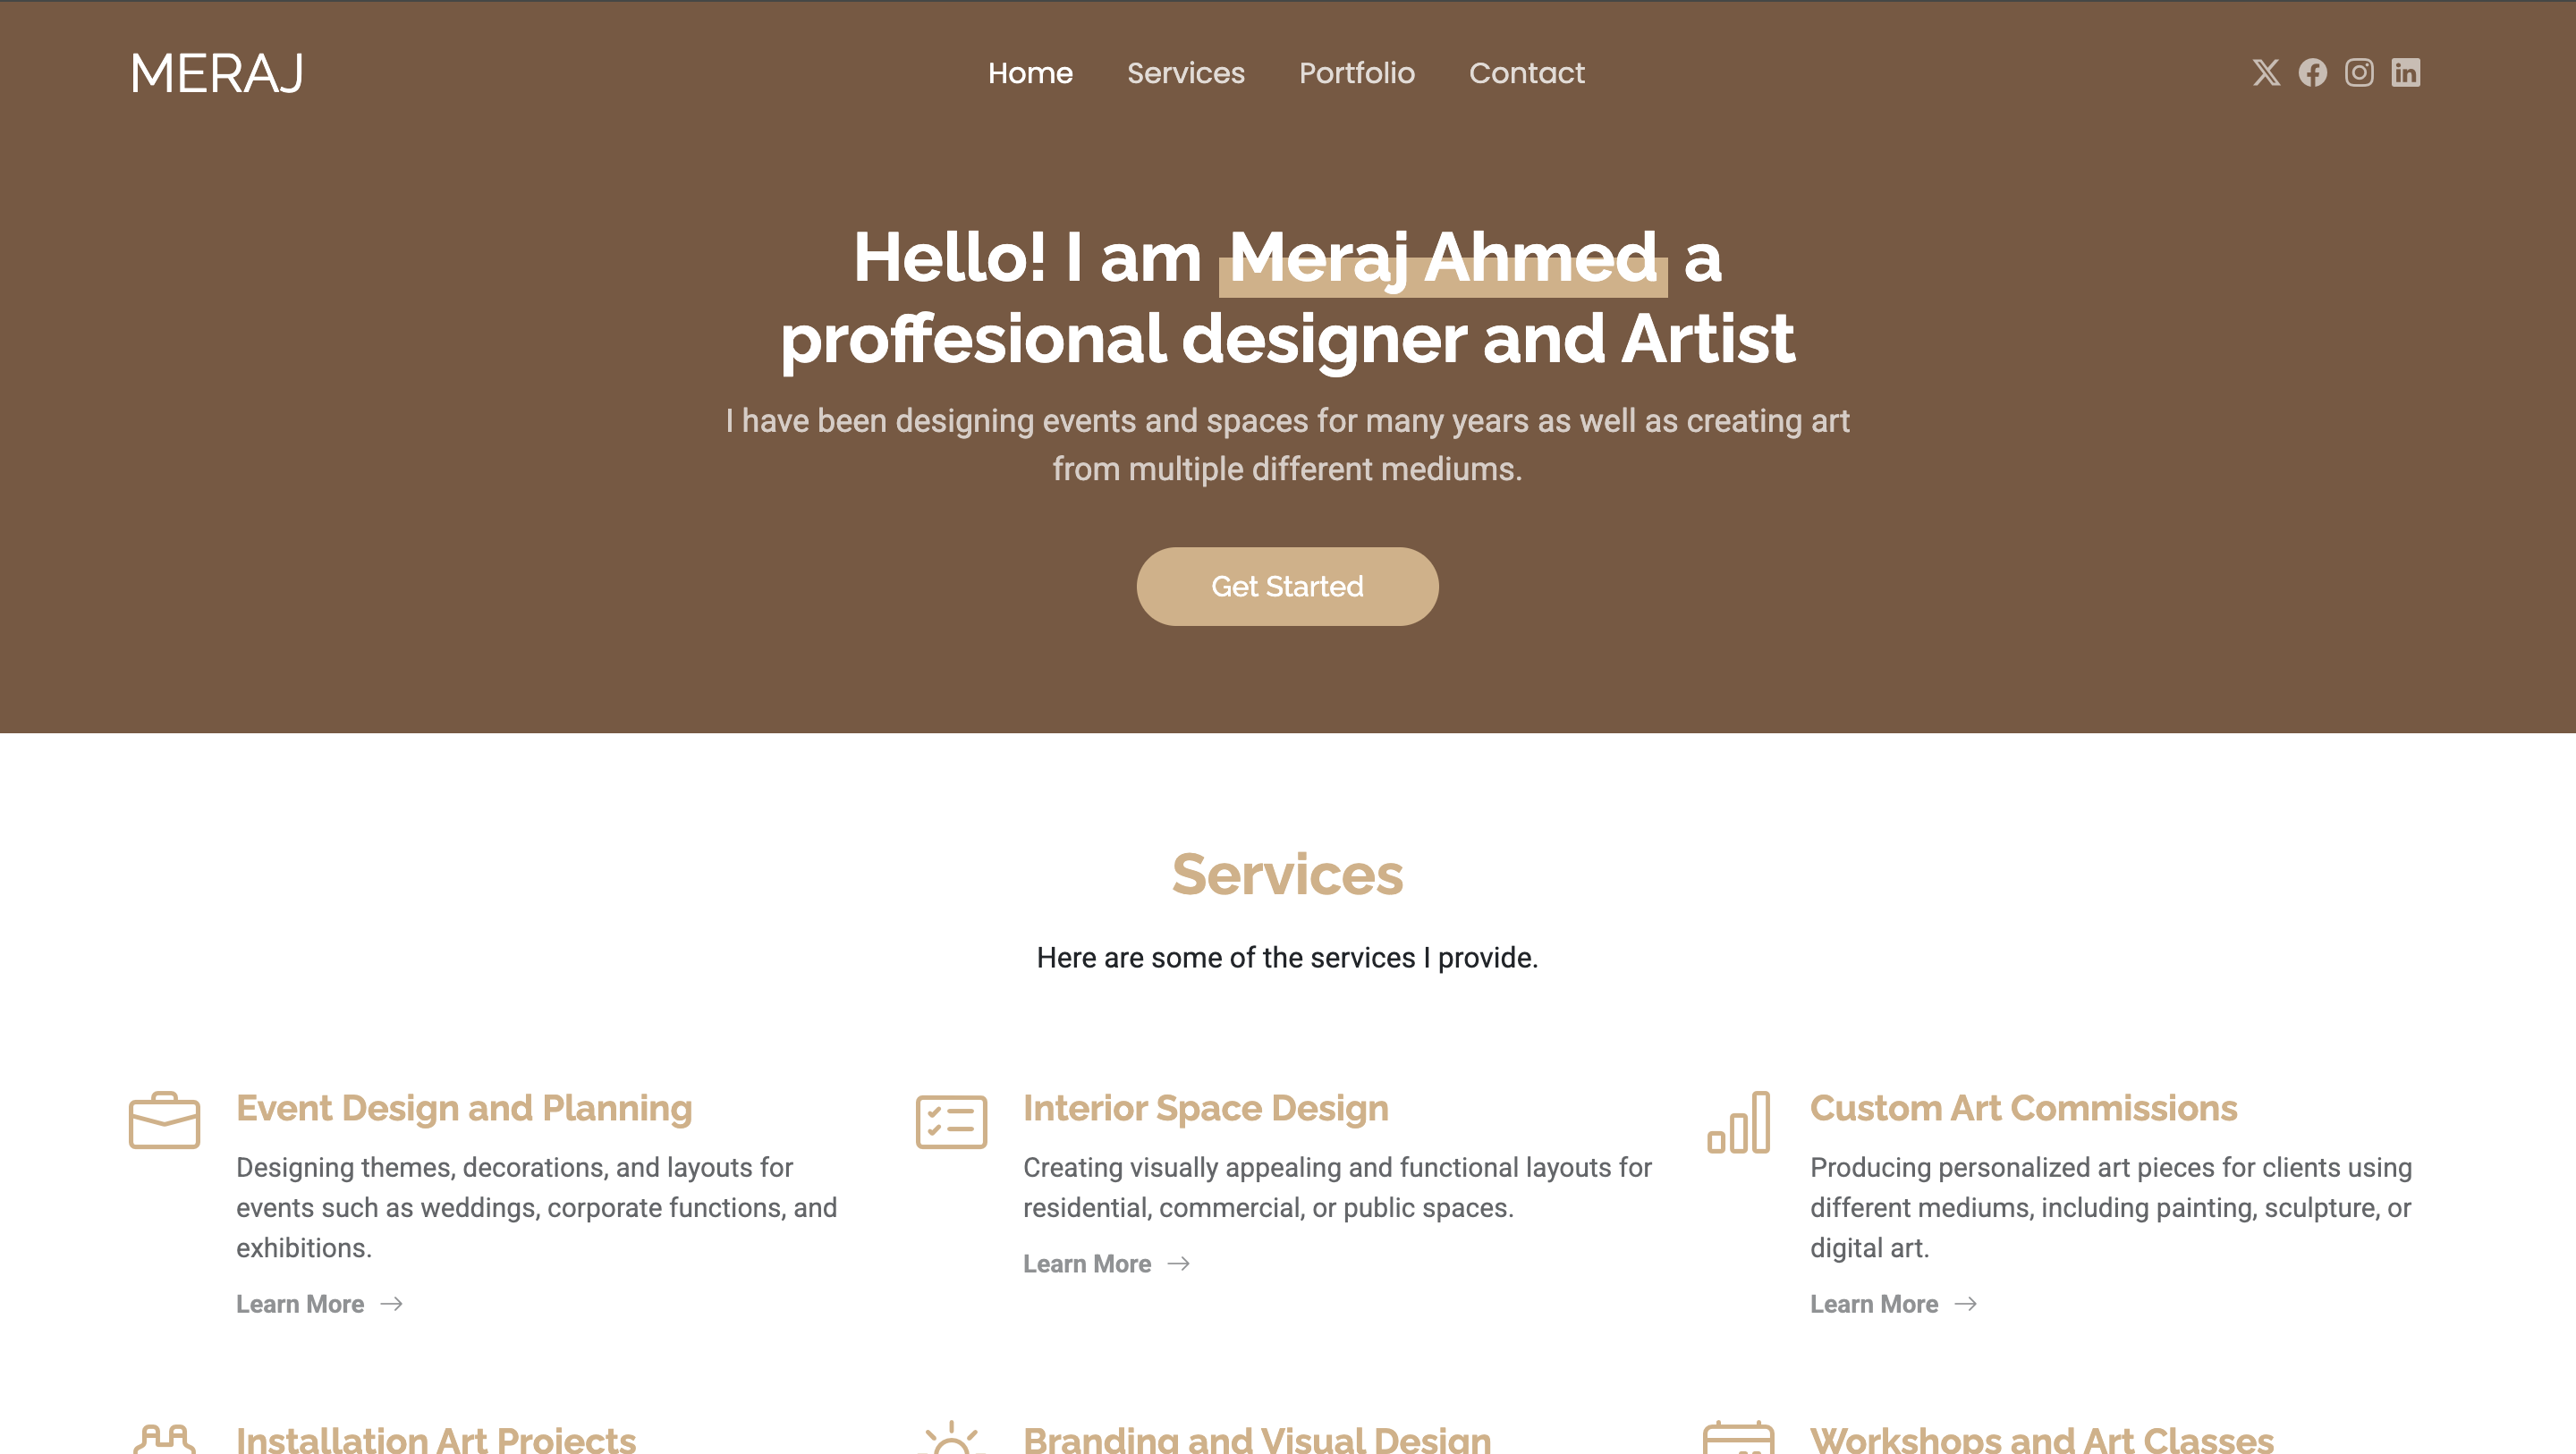 MERAJ
Home Services Portfolio Contact
Hello! I am Meraj Ahmed a
proffesional designer and Artist
I have been designing events and spaces for many years as well as creating art
from multiple different mediums.
Get Started
Services
Here are some of the services I provide.
Event Design and Planning
Designing themes, decorations, and layouts for
events such as weddings, corporate functions, and
exhibitions.
Learn More
Interior Space Design
Creating visually appealing and functional layouts for
residential, commercial, or public spaces.
Learn More
Custom Art Commissions
Producing personalized art pieces for clients using
different mediums, including painting, sculpture, or
digital art.
Learn More
Installation Art Projects
Branding and Visual Design
Workshops and Art Classes